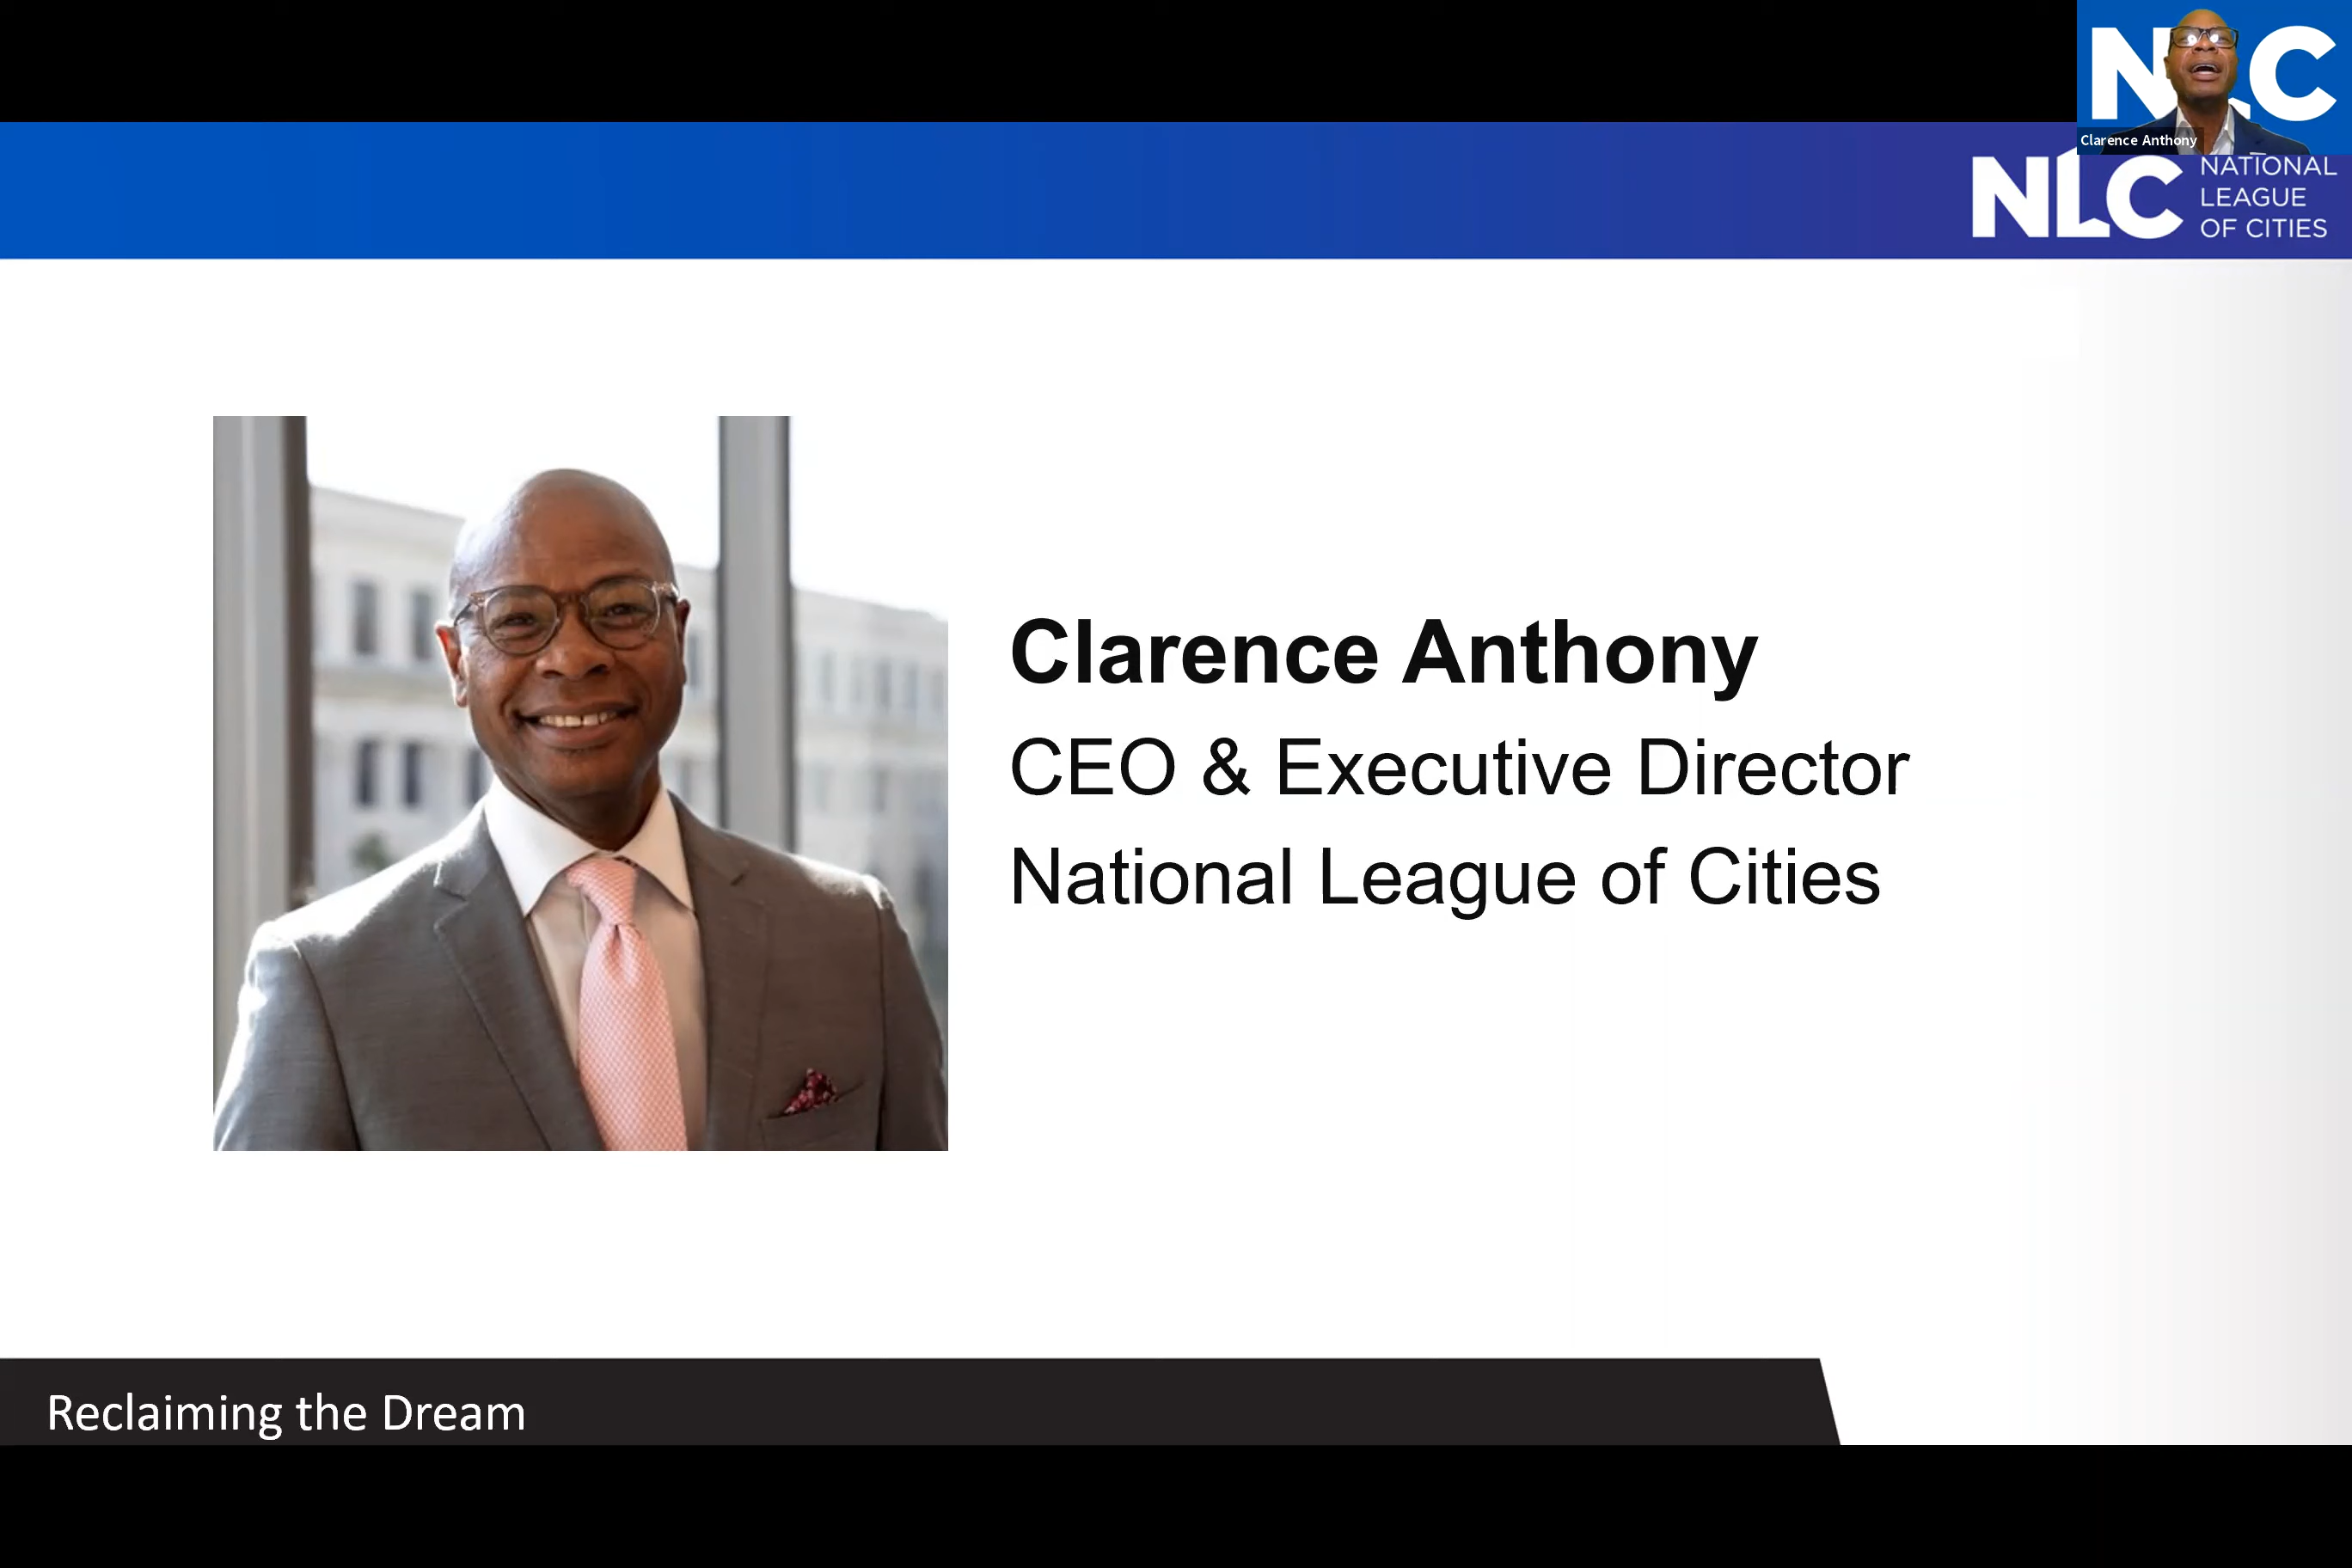 NLC
Clarence Anthony
NLC
NATIONAL
LEAGUE
OF CITIES
Clarence Anthony
CEO & Executive Director
National League of Cities
Reclaiming the Dream